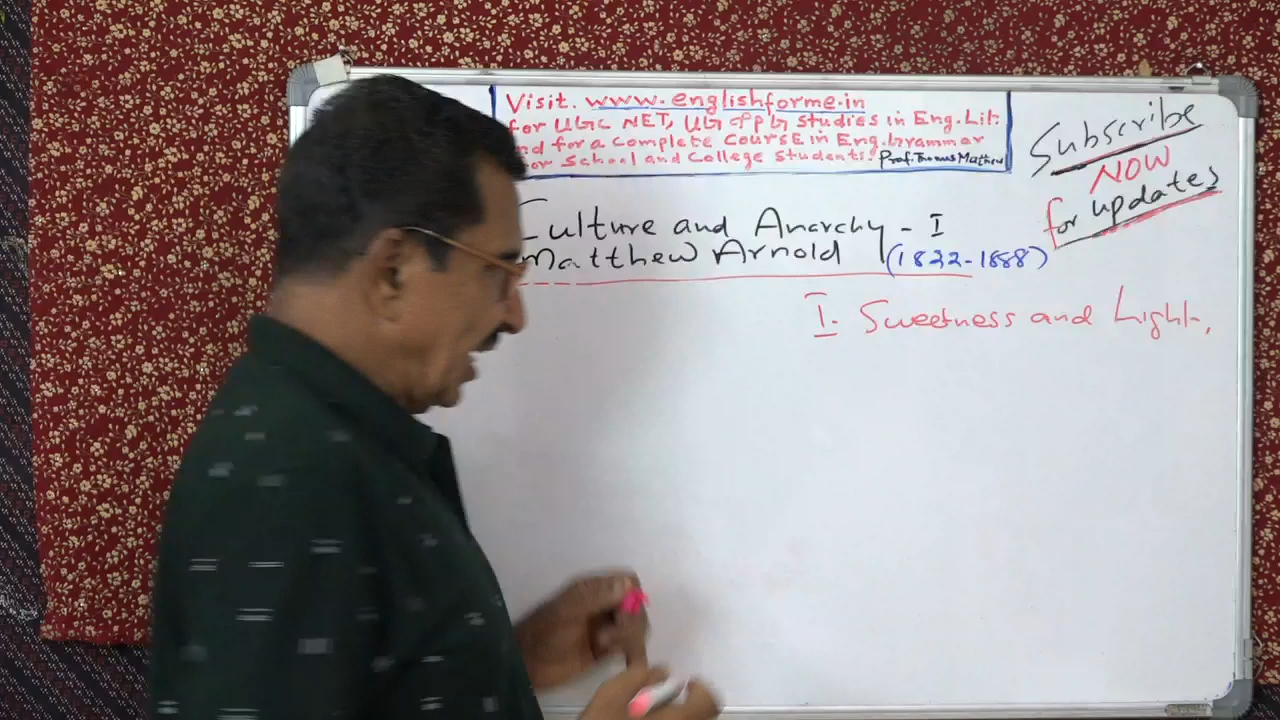 Visit. www.englishforme.in
for UGC NET, UG & PG studies in Eng. Lit.
nd for a Complete Course in Eng. Grammar
or School and College Students. Prof. Thomas Mathew
Subscribe
NOW
for updates
Culture and Anarchy - I
Matthew Arnold (1822-1888)
I. Sweetness and Light.